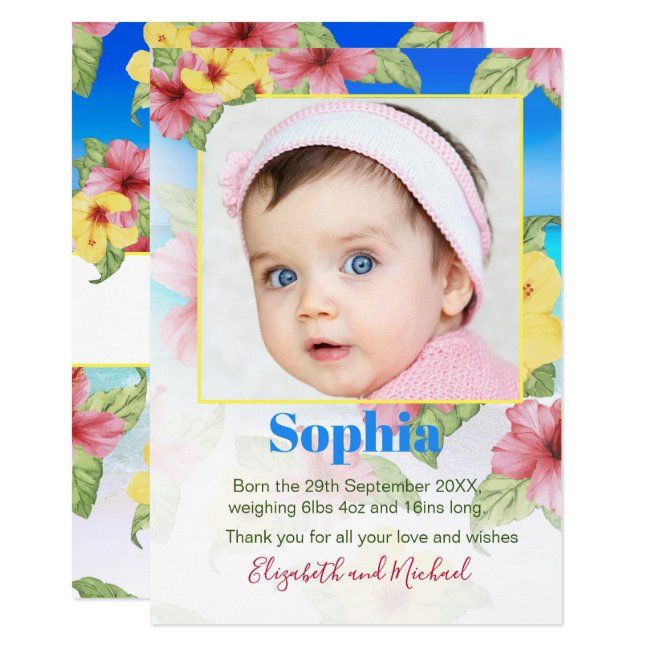 Sophia
Born the 29th September 20XX,
weighing 6lbs 4oz and 16ins long.
Thank you for all your love and wishes
Elizabeth and Michael